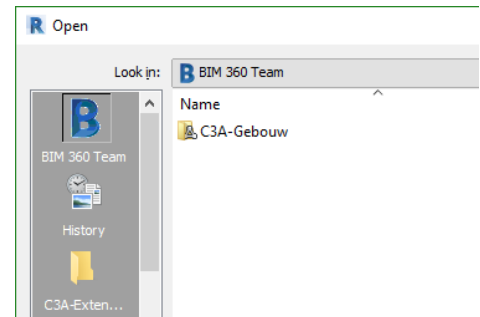 R Open
Look in:
B BIM 360 Team
Name
C3A-Gebouw
B
BIM 360 Team
History
C3A-Exten...